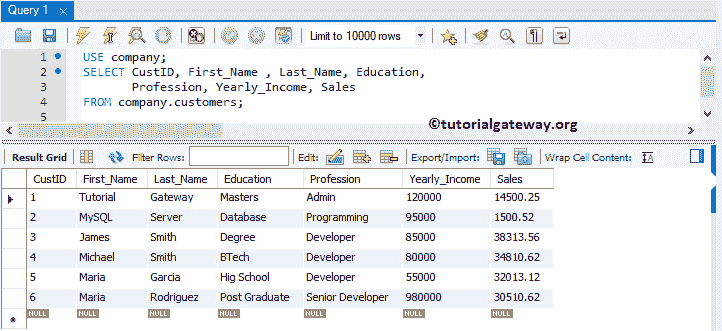 Query 1
Limit to 10000 rows
1 USE company;
2 SELECT CustID, First_Name , Last_Name, Education,
3 Profession, Yearly_Income, Sales
4 FROM company.customers;
5
©tutorialgateway.org
Result Grid Filter Rows: Edit: Export/Import: Wrap Cell Content:
CustID First_Name Last_Name Education Profession Yearly_Income Sales
1 Tutorial Gateway Masters Admin 120000 14500.25
2 MySQL Server Database Programming 95000 1500.52
3 James Smith Degree Developer 85000 38313.56
4 Michael Smith BTech Developer 80000 34810.62
5 Maria Garcia Hig School Developer 55000 32013.12
6 Maria Rodriguez Post Graduate Senior Developer 980000 30510.62
NULL NULL NULL NULL NULL NULL NULL